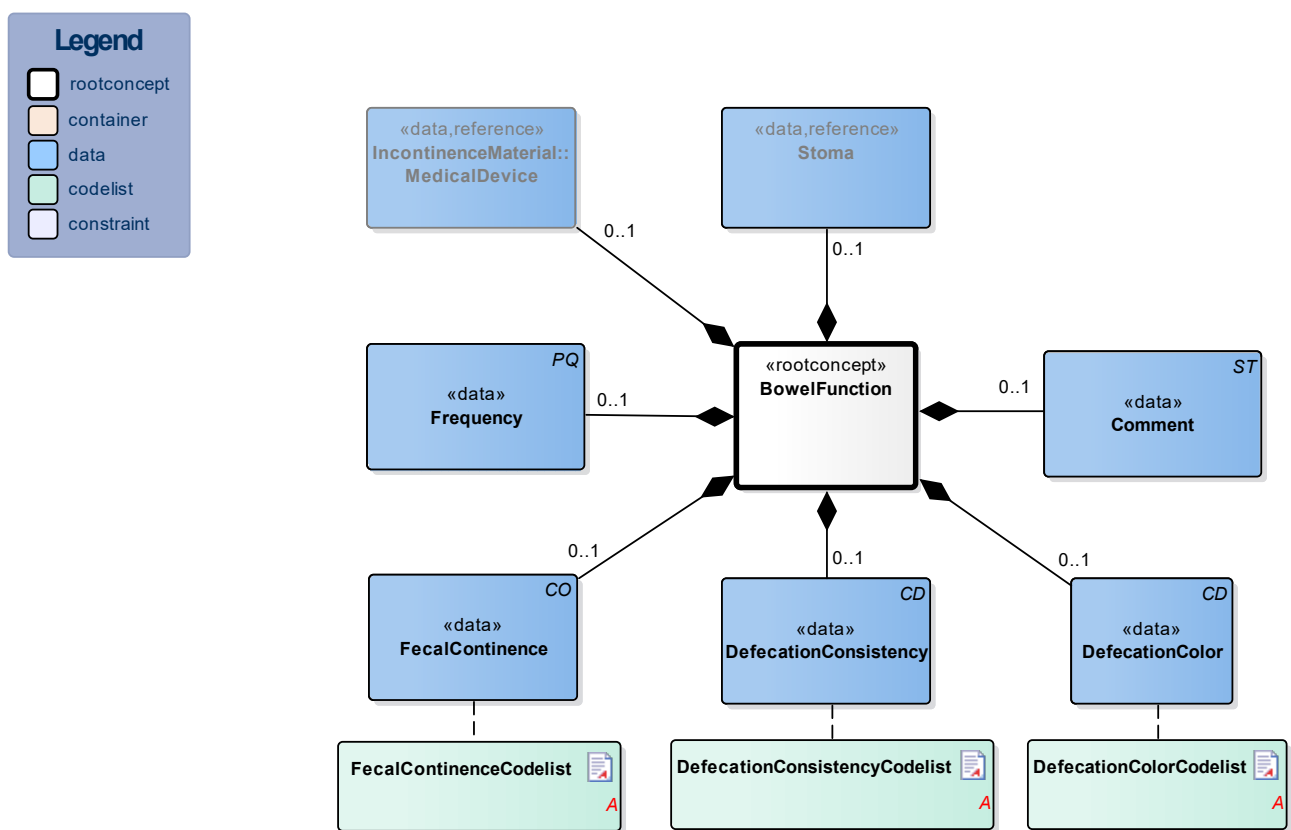 Legend
rootconcept
container
data
codelist
constraint
«data,reference»
IncontinenceMaterial::
MedicalDevice
0..1
«data,reference»
Stoma
0..1
PQ
«data»
Frequency
0..1
«rootconcept»
BowelFunction
ST
«data»
Comment
0..1
CO
«data»
FecalContinence
0..1
CD
«data»
DefecationConsistency
0..1
CD
«data»
DefecationColor
0..1
FecalContinenceCodelist
A
DefecationConsistencyCodelist
A
DefecationColorCodelist
A